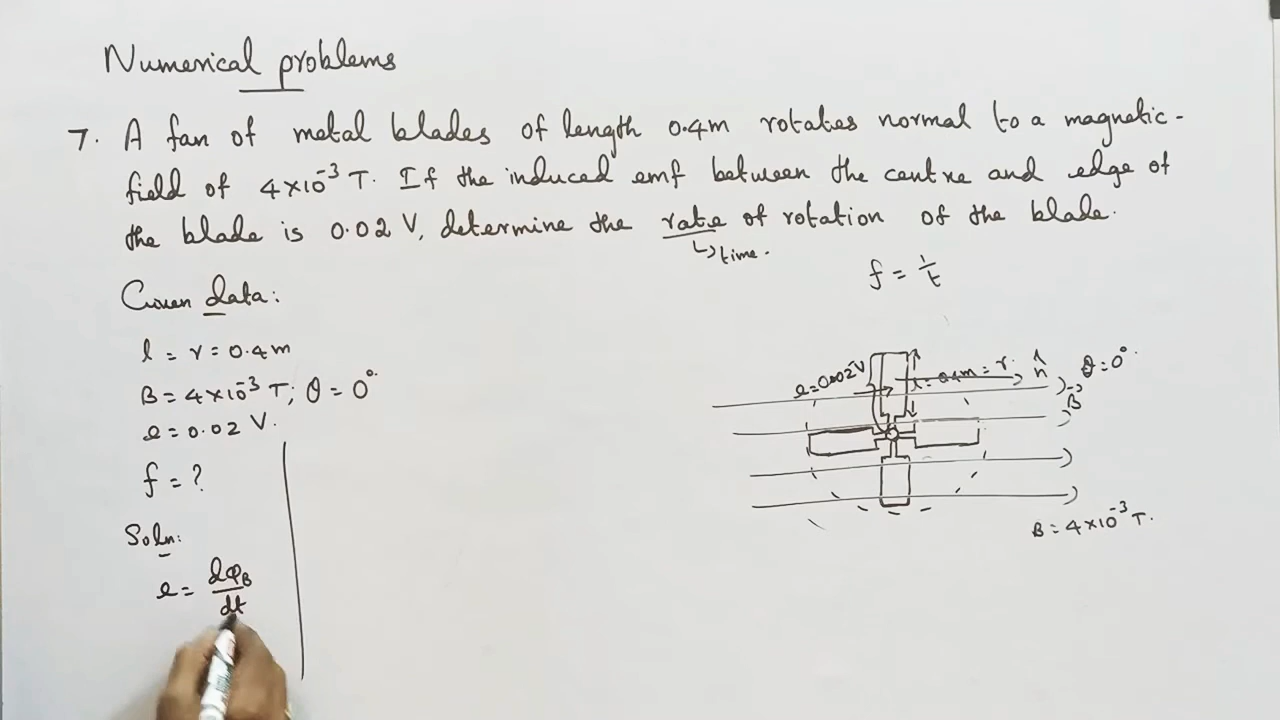 Numerical problems
7. A fan of metal blades of length 0.4m rotates normal to a magnetic-
field of 4×10⁻³ T. If the induced emf between the centre and edge of
the blade is 0.02 V, determine the rate of rotation of the blade.
↳time.
f = 1/t
Given data:
l = r = 0.4m
B = 4×10⁻³ T; θ = 0°
e = 0.02 V.
f = ?
Soln:
e = dφB/dt
e=0.02V
l = 0.4m = r.
n̂
θ=0°
B
B = 4×10⁻³ T.